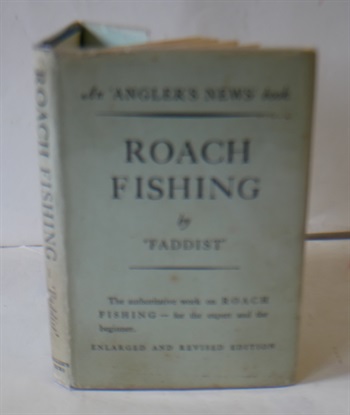 An 'ANGLER'S NEWS' book
ROACH
FISHING
by
'FADDIST'
The authoritative work on ROACH
FISHING — for the expert and the
beginner.
ENLARGED AND REVISED EDITION
ROACH FISHING — 'Faddist'